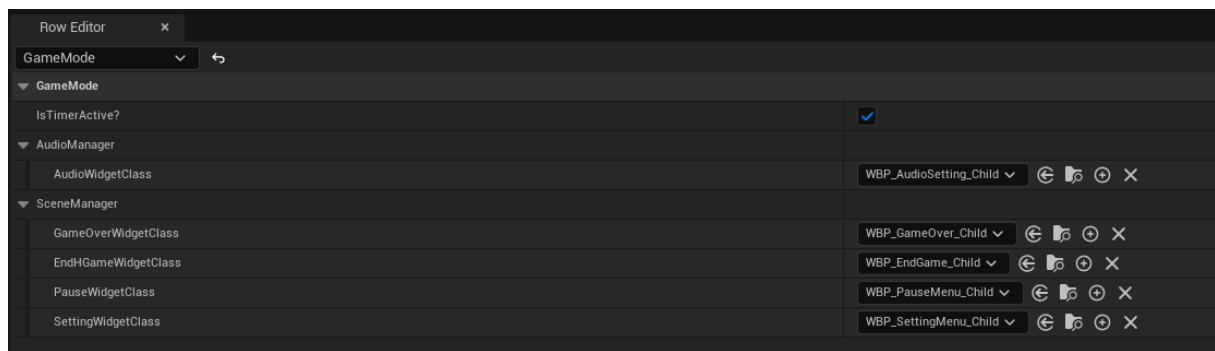 Row Editor
GameMode
GameMode
IsTimerActive?
AudioManager
AudioWidgetClass WBP_AudioSetting_Child
SceneManager
GameOverWidgetClass WBP_GameOver_Child
EndHGameWidgetClass WBP_EndGame_Child
PauseWidgetClass WBP_PauseMenu_Child
SettingWidgetClass WBP_SettingMenu_Child